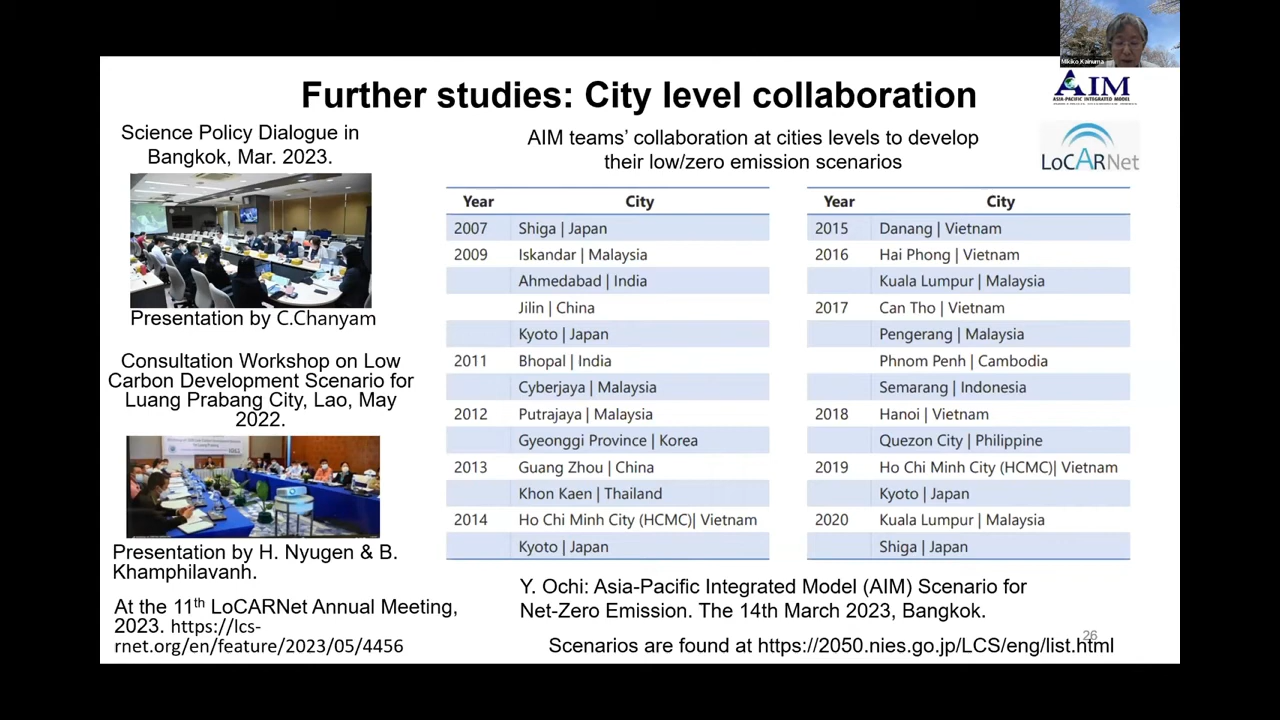 Mikiko Kainuma
Further studies: City level collaboration
AIM
ASIA-PACIFIC INTEGRATED MODEL
LoCARNet
Science Policy Dialogue in
Bangkok, Mar. 2023.
Presentation by C.Chanyam
Consultation Workshop on Low
Carbon Development Scenario for
Luang Prabang City, Lao, May
2022.
Presentation by H. Nyugen & B.
Khamphilavanh.
At the 11th LoCARNet Annual Meeting,
2023. https://lcs-
rnet.org/en/feature/2023/05/4456
AIM teams' collaboration at cities levels to develop
their low/zero emission scenarios
Year City
2007 Shiga | Japan
2009 Iskandar | Malaysia
Ahmedabad | India
Jilin | China
Kyoto | Japan
2011 Bhopal | India
Cyberjaya | Malaysia
2012 Putrajaya | Malaysia
Gyeonggi Province | Korea
2013 Guang Zhou | China
Khon Kaen | Thailand
2014 Ho Chi Minh City (HCMC)| Vietnam
Kyoto | Japan
Year City
2015 Danang | Vietnam
2016 Hai Phong | Vietnam
Kuala Lumpur | Malaysia
2017 Can Tho | Vietnam
Pengerang | Malaysia
Phnom Penh | Cambodia
Semarang | Indonesia
2018 Hanoi | Vietnam
Quezon City | Philippine
2019 Ho Chi Minh City (HCMC)| Vietnam
Kyoto | Japan
2020 Kuala Lumpur | Malaysia
Shiga | Japan
Y. Ochi: Asia-Pacific Integrated Model (AIM) Scenario for
Net-Zero Emission. The 14th March 2023, Bangkok.
26
Scenarios are found at https://2050.nies.go.jp/LCS/eng/list.html